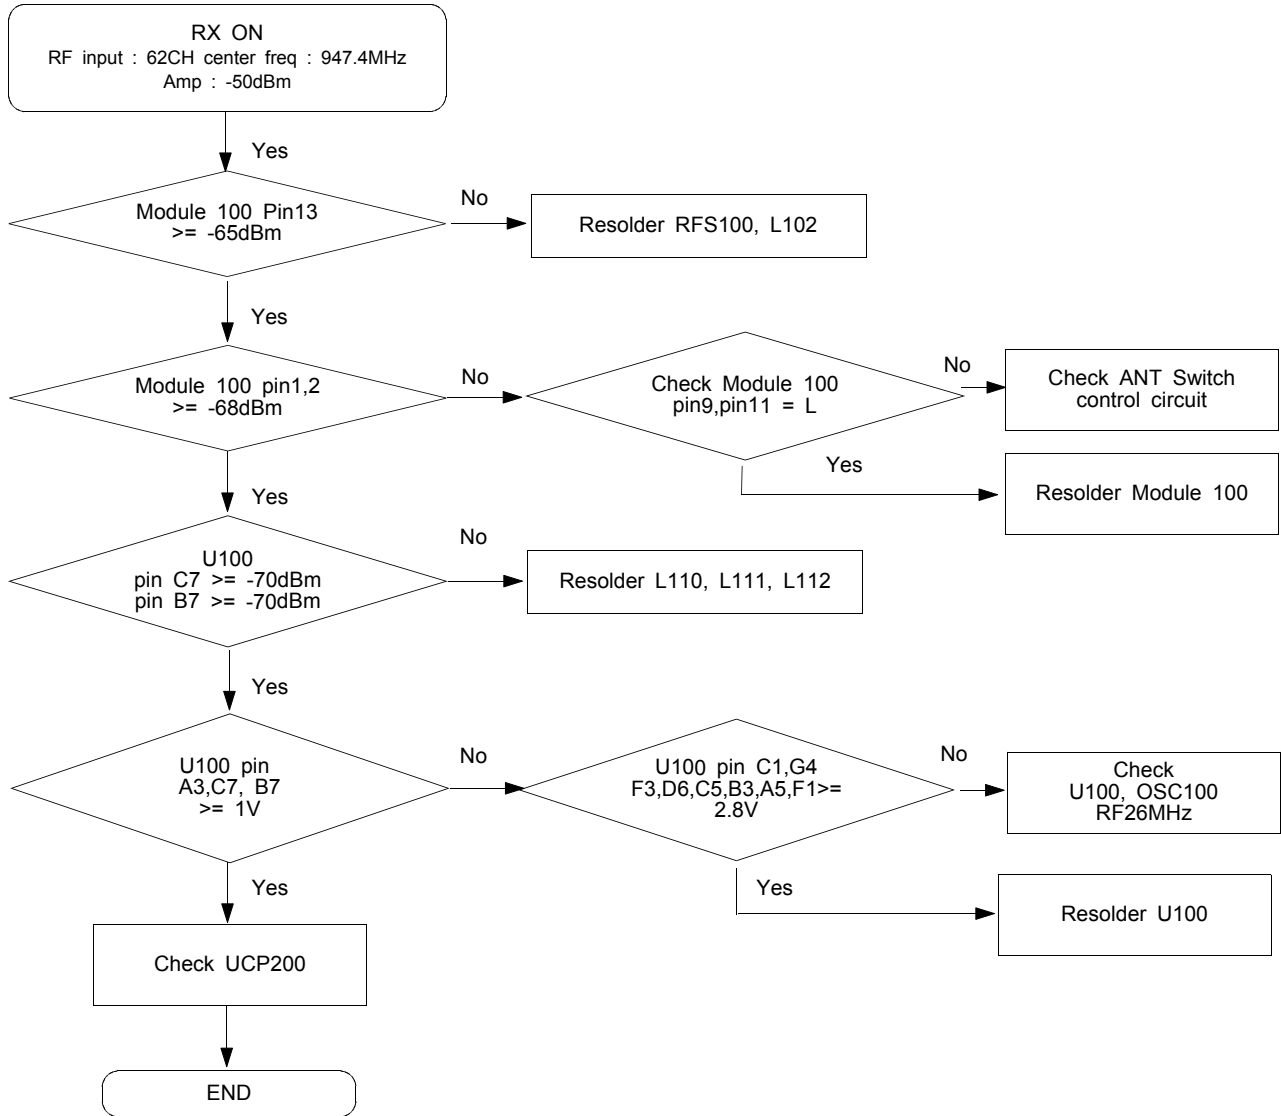 RX ON
RF input : 62CH center freq : 947.4MHz
Amp : -50dBm
Yes
Module 100 Pin13
>= -65dBm
No
Resolder RFS100, L102
Yes
Module 100 pin1,2
>= -68dBm
No
Check Module 100
pin9,pin11 = L
No
Check ANT Switch
control circuit
Yes
Resolder Module 100
Yes
U100
pin C7 >= -70dBm
pin B7 >= -70dBm
No
Resolder L110, L111, L112
Yes
U100 pin
A3,C7, B7
>= 1V
No
U100 pin C1,G4
F3,D6,C5,B3,A5,F1>=
2.8V
No
Check
U100, OSC100
RF26MHz
Yes
Resolder U100
Yes
Check UCP200
END